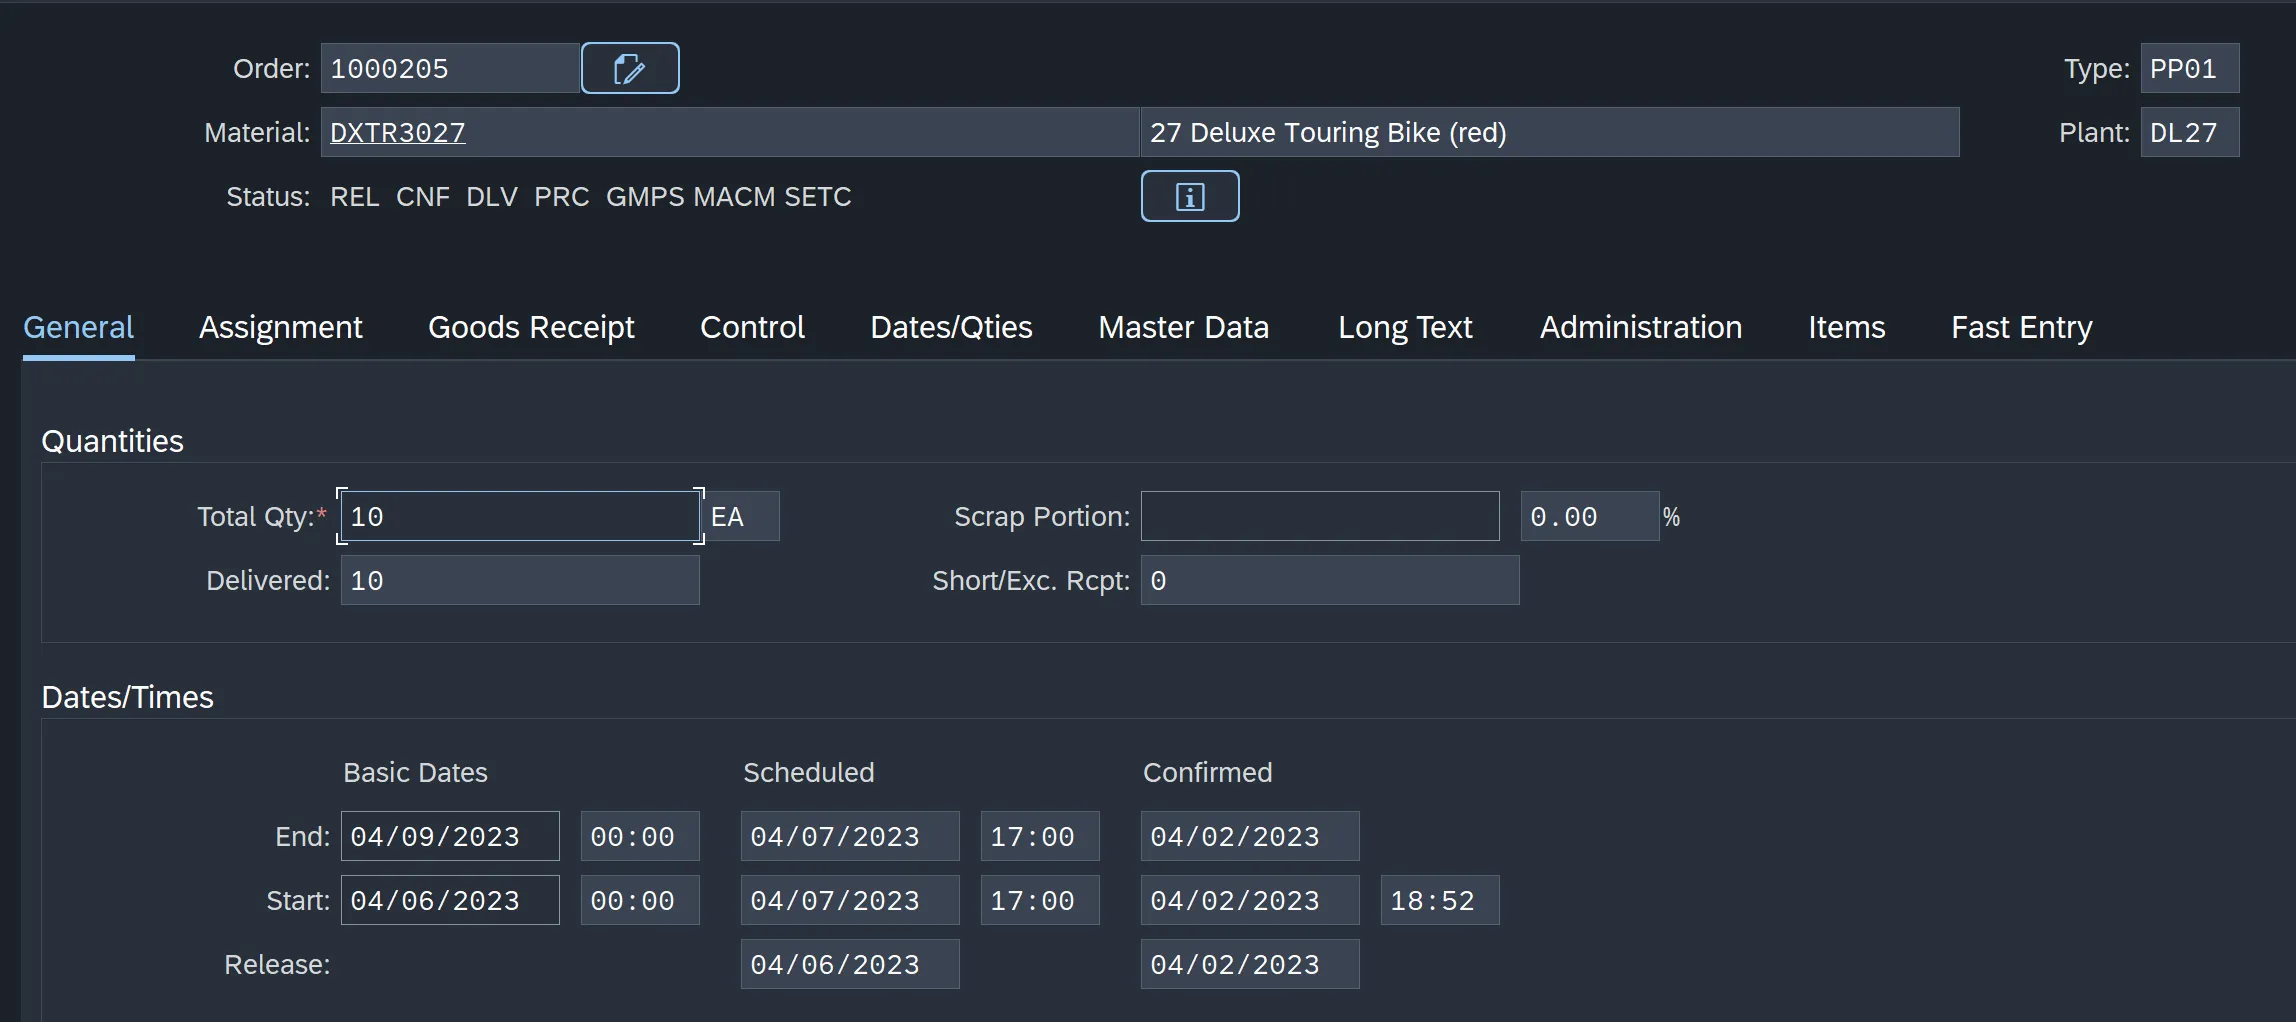 Order: 1000205 Type: PP01
Material: DXTR3027 27 Deluxe Touring Bike (red) Plant: DL27
Status: REL CNF DLV PRC GMPS MACM SETC
General Assignment Goods Receipt Control Dates/Qties Master Data Long Text Administration Items Fast Entry
Quantities
Total Qty:* 10 EA Scrap Portion: 0.00 %
Delivered: 10 Short/Exc. Rcpt: 0
Dates/Times
Basic Dates Scheduled Confirmed
End: 04/09/2023 00:00 04/07/2023 17:00 04/02/2023
Start: 04/06/2023 00:00 04/07/2023 17:00 04/02/2023 18:52
Release: 04/06/2023 04/02/2023